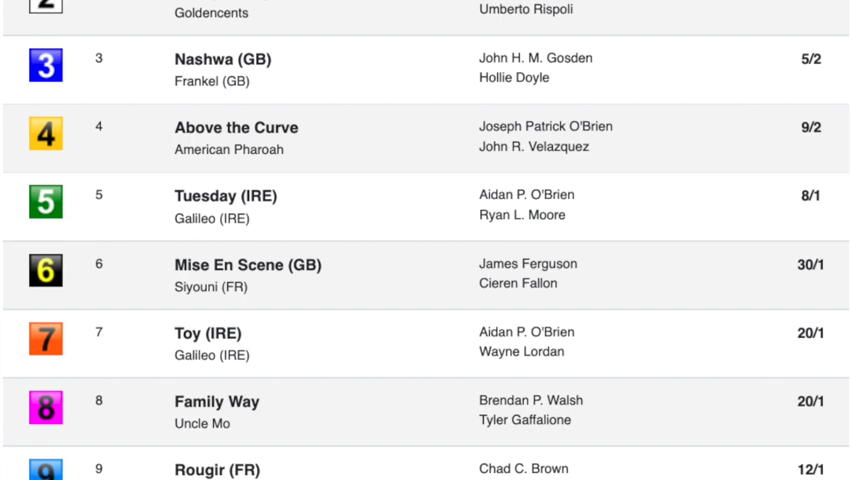 2
Goldencents
Umberto Rispoli
3 3 Nashwa (GB) John H. M. Gosden 5/2
Frankel (GB) Hollie Doyle
4 4 Above the Curve Joseph Patrick O'Brien 9/2
American Pharoah John R. Velazquez
5 5 Tuesday (IRE) Aidan P. O'Brien 8/1
Galileo (IRE) Ryan L. Moore
6 6 Mise En Scene (GB) James Ferguson 30/1
Siyouni (FR) Cieren Fallon
7 7 Toy (IRE) Aidan P. O'Brien 20/1
Galileo (IRE) Wayne Lordan
8 8 Family Way Brendan P. Walsh 20/1
Uncle Mo Tyler Gaffalione
9 9 Rougir (FR) Chad C. Brown 12/1